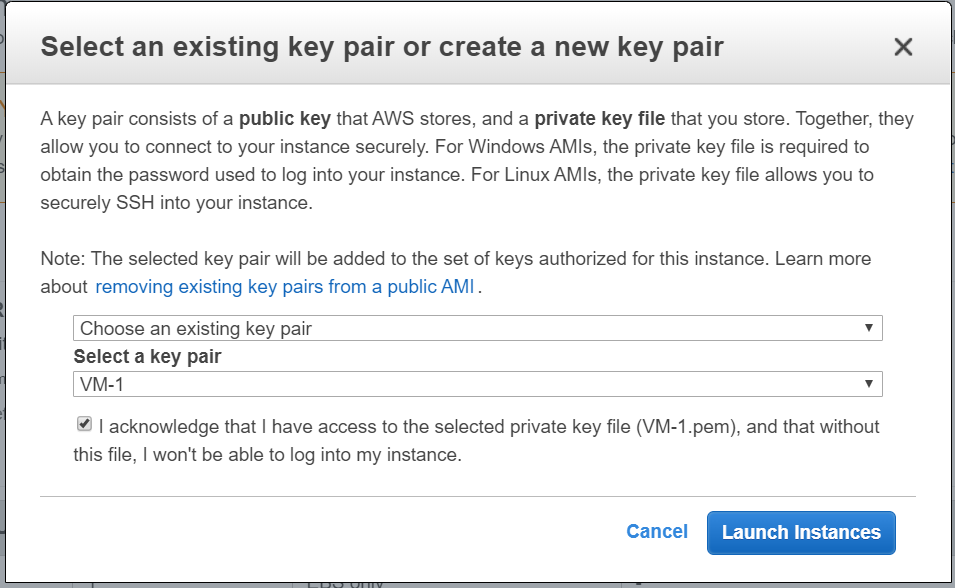 Select an existing key pair or create a new key pair
A key pair consists of a public key that AWS stores, and a private key file that you store. Together, they
allow you to connect to your instance securely. For Windows AMIs, the private key file is required to
obtain the password used to log into your instance. For Linux AMIs, the private key file allows you to
securely SSH into your instance.
Note: The selected key pair will be added to the set of keys authorized for this instance. Learn more
about removing existing key pairs from a public AMI.
Choose an existing key pair
Select a key pair
VM-1
I acknowledge that I have access to the selected private key file (VM-1.pem), and that without
this file, I won't be able to log into my instance.
Cancel Launch Instances
EBS only